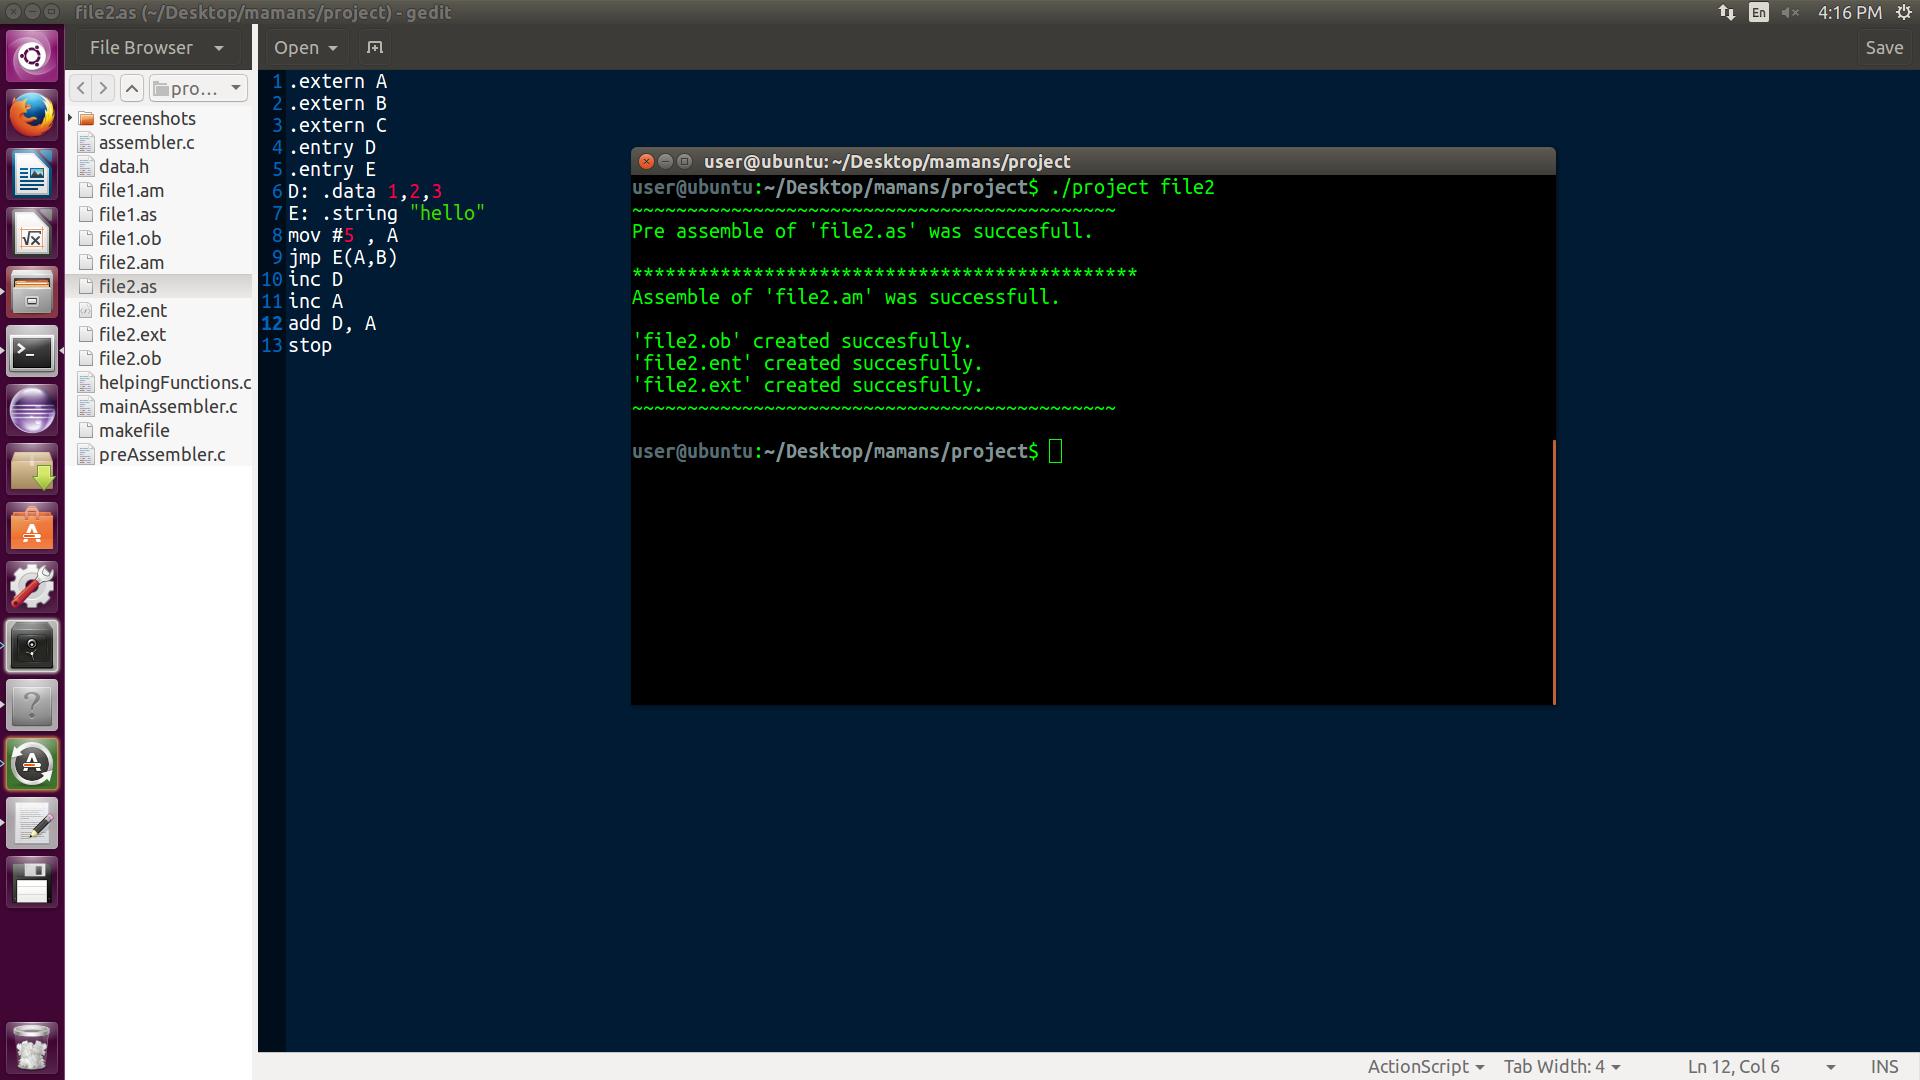 file2.as (~/Desktop/mamans/project) - gedit
En
4:16 PM
File Browser
Open
Save
pro...
screenshots
assembler.c
data.h
file1.am
file1.as
file1.ob
file2.am
file2.as
file2.ent
file2.ext
file2.ob
helpingFunctions.c
mainAssembler.c
makefile
preAssembler.c
1 .extern A
2 .extern B
3 .extern C
4 .entry D
5 .entry E
6 D: .data 1,2,3
7 E: .string "hello"
8 mov #5 , A
9 jmp E(A,B)
10 inc D
11 inc A
12 add D, A
13 stop
user@ubuntu: ~/Desktop/mamans/project
user@ubuntu:~/Desktop/mamans/project$ ./project file2
~~~~~~~~~~~~~~~~~~~~~~~~~~~~~~~~~~~~~~~~~~~~
Pre assemble of 'file2.as' was succesfull.
**********************************************
Assemble of 'file2.am' was successfull.
'file2.ob' created succesfully.
'file2.ent' created succesfully.
'file2.ext' created succesfully.
~~~~~~~~~~~~~~~~~~~~~~~~~~~~~~~~~~~~~~~~~~~~
user@ubuntu:~/Desktop/mamans/project$
ActionScript
Tab Width: 4
Ln 12, Col 6
INS